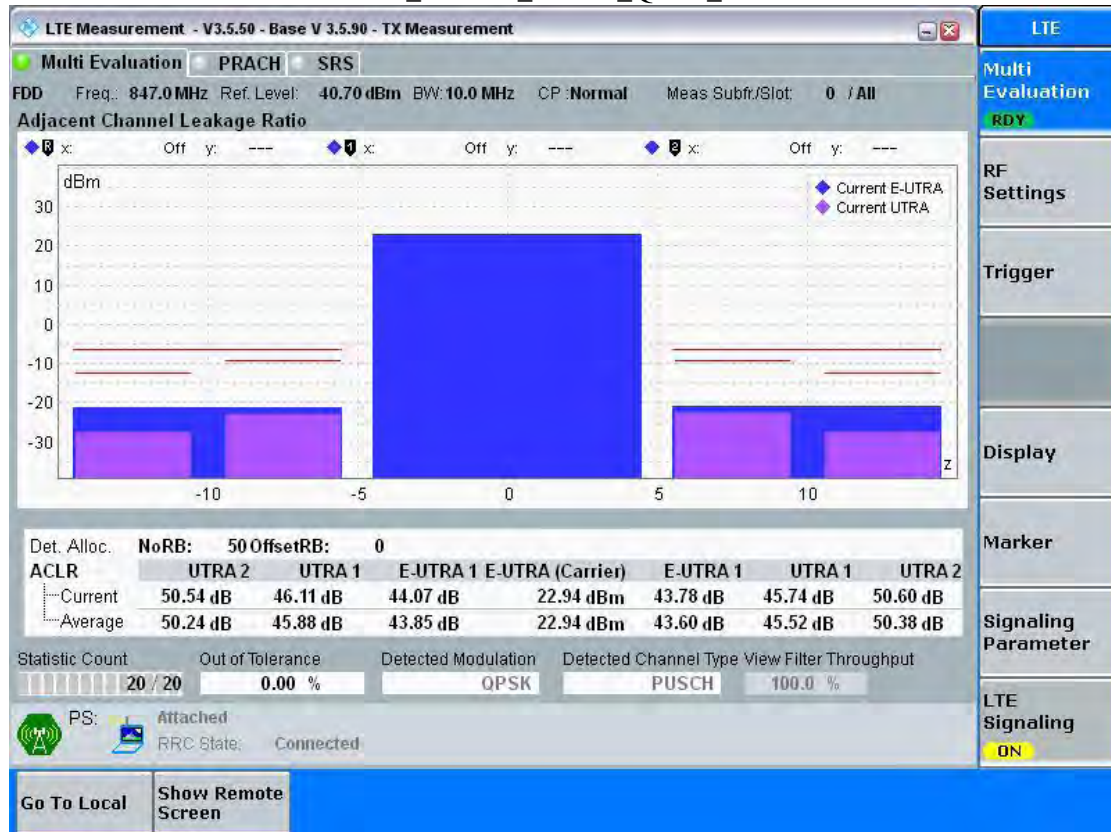 LTE Measurement - V3.5.50 - Base V 3.5.90 - TX Measurement
LTE
Multi Evaluation PRACH SRS
FDD Freq.: 847.0 MHz Ref. Level: 40.70 dBm BW: 10.0 MHz CP :Normal Meas Subfr./Slot: 0 / All
Adjacent Channel Leakage Ratio
R x: Off y: --- 1 x: Off y: --- 2 x: Off y: ---
dBm
Current E-UTRA
Current UTRA
30
20
10
0
-10
-20
-30
z
-10 -5 0 5 10
Det. Alloc. NoRB: 50 OffsetRB: 0
ACLR UTRA 2 UTRA 1 E-UTRA 1 E-UTRA (Carrier) E-UTRA 1 UTRA 1 UTRA 2
Current 50.54 dB 46.11 dB 44.07 dB 22.94 dBm 43.78 dB 45.74 dB 50.60 dB
Average 50.24 dB 45.88 dB 43.85 dB 22.94 dBm 43.60 dB 45.52 dB 50.38 dB
Statistic Count Out of Tolerance Detected Modulation Detected Channel Type View Filter Throughput
20 / 20 0.00 % QPSK PUSCH 100.0 %
PS: Attached
RRC State: Connected
Multi
Evaluation
RDY
RF
Settings
Trigger
Display
Marker
Signaling
Parameter
LTE
Signaling
ON
Go To Local
Show Remote
Screen